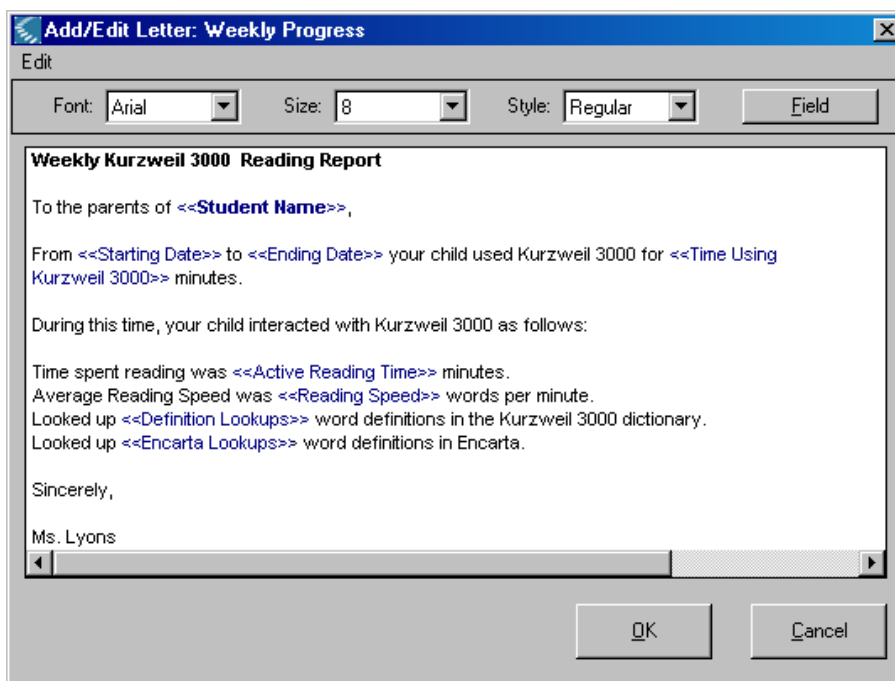 Add/Edit Letter: Weekly Progress
Edit
Font: Arial Size: 8 Style: Regular Field
Weekly Kurzweil 3000 Reading Report
To the parents of <<Student Name>>,
From <<Starting Date>> to <<Ending Date>> your child used Kurzweil 3000 for <<Time Using
Kurzweil 3000>> minutes.
During this time, your child interacted with Kurzweil 3000 as follows:
Time spent reading was <<Active Reading Time>> minutes.
Average Reading Speed was <<Reading Speed>> words per minute.
Looked up <<Definition Lookups>> word definitions in the Kurzweil 3000 dictionary.
Looked up <<Encarta Lookups>> word definitions in Encarta.
Sincerely,
Ms. Lyons
OK Cancel